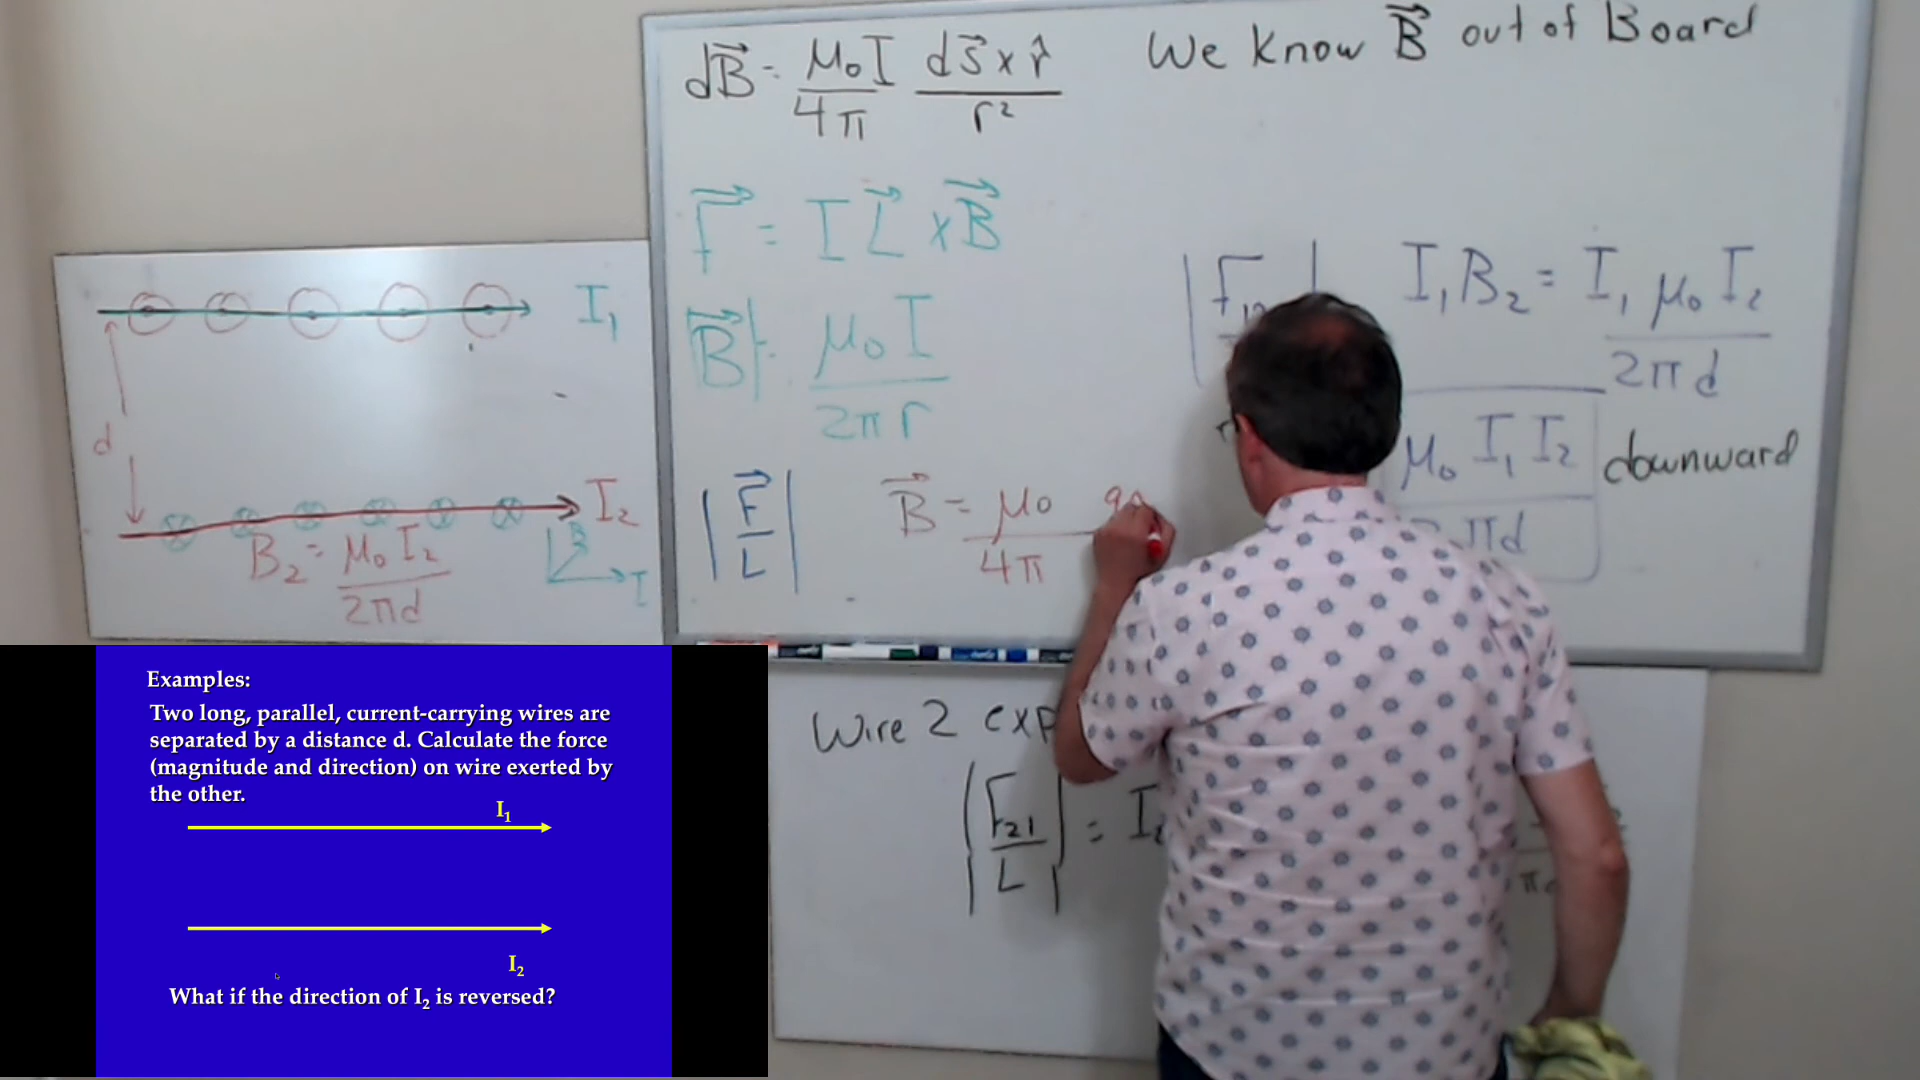 dB⃗ = μ₀I/4π ds⃗ x r̂/r²
We Know B⃗ out of Board
F⃗ = I L⃗ x B⃗
|B⃗| = μ₀I/2πr
|F₁₂ I₁B₂ = I₁μ₀I₂/2πd
μ₀I₁I₂/2πd downward
|F⃗/L|
B⃗ = μ₀/4π
I₁
d
I₂
B₂ = μ₀I₂/2πd
B
I
Wire 2
|F₂₁/L| =
Examples:
Two long, parallel, current-carrying wires are
separated by a distance d. Calculate the force
(magnitude and direction) on wire exerted by
the other.
I₁
I₂
What if the direction of I₂ is reversed?